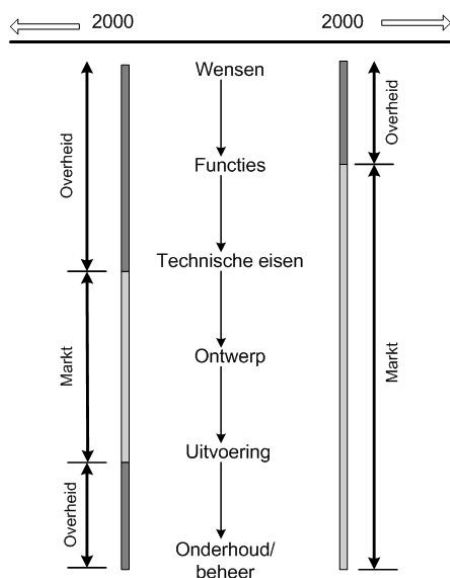 2000
2000
Wensen
Overheid
Overheid
Functies
Technische eisen
Markt
Ontwerp
Markt
Uitvoering
Overheid
Onderhoud/
beheer